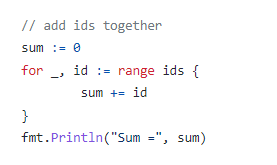 // add ids together
sum := 0
for _, id := range ids {
        sum += id
}
fmt.Println("Sum =", sum)